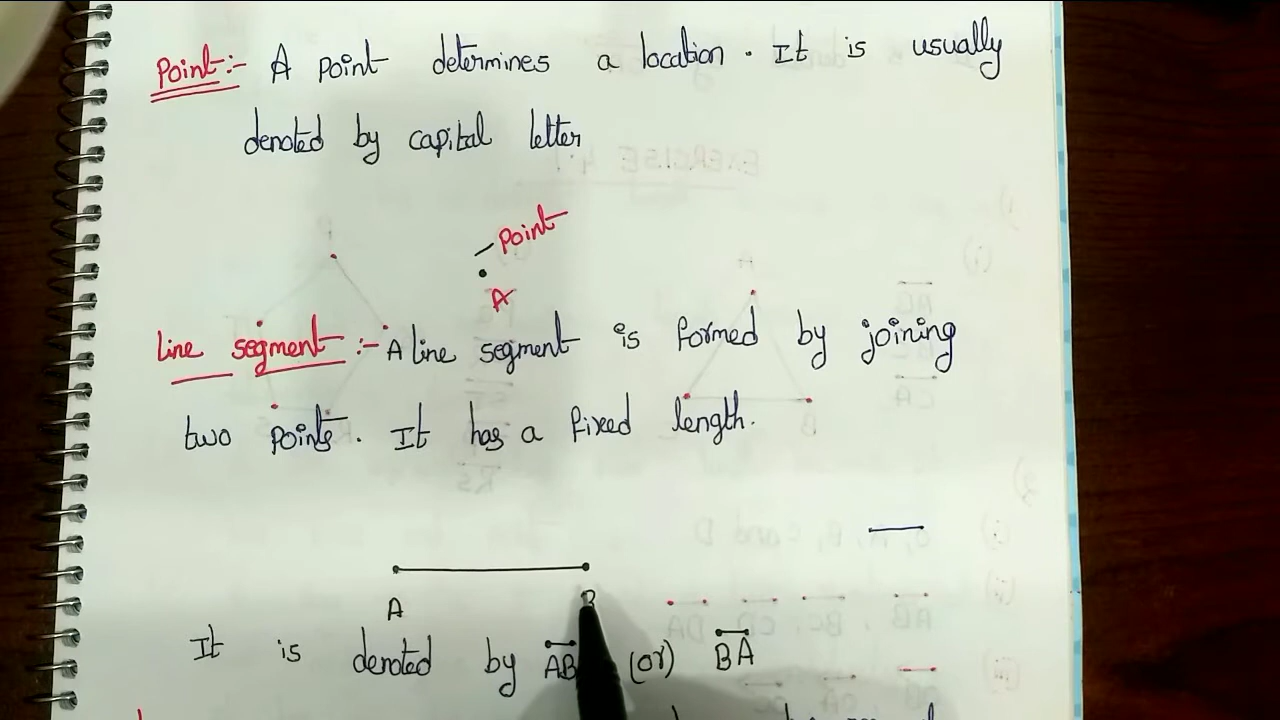 Point:- A point determines a location. It is usually
denoted by capital letter
Point
A
line segment:- A line segment is formed by joining
two points. It has a fixed length.
A B
It is denoted by AB (or) BA